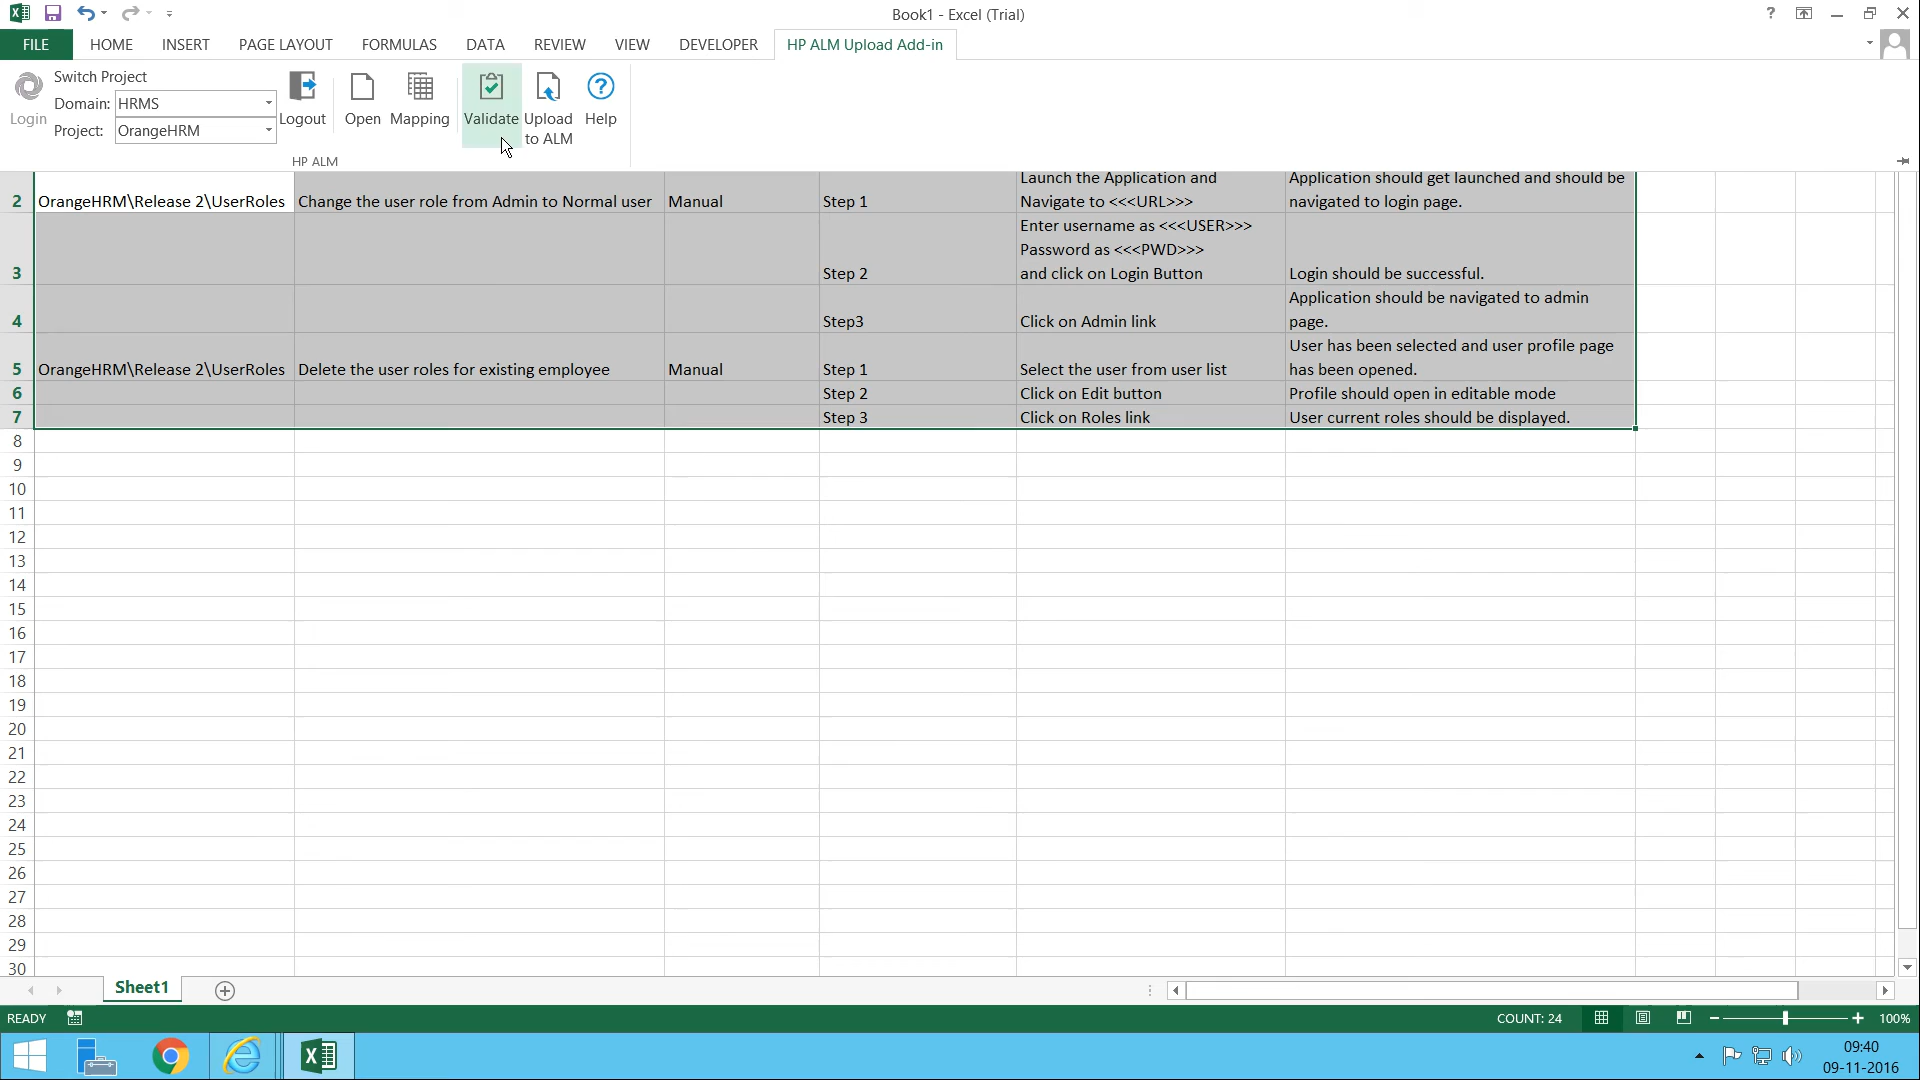 Book1 - Excel (Trial)
?
FILE HOME INSERT PAGE LAYOUT FORMULAS DATA REVIEW VIEW DEVELOPER HP ALM Upload Add-in
Switch Project
Domain: HRMS
Project: OrangeHRM
Login
Logout
Open
Mapping
Validate
Upload
to ALM
Help
HP ALM
2 OrangeHRM\Release 2\UserRoles Change the user role from Admin to Normal user Manual Step 1
Launch the Application and
Navigate to <<<URL>>>
Application should get launched and should be
navigated to login page.
3 Step 2
Enter username as <<<USER>>>
Password as <<<PWD>>>
and click on Login Button
Login should be successful.
4 Step3 Click on Admin link
Application should be navigated to admin
page.
5 OrangeHRM\Release 2\UserRoles Delete the user roles for existing employee Manual Step 1 Select the user from user list
User has been selected and user profile page
has been opened.
6 Step 2 Click on Edit button Profile should open in editable mode
7 Step 3 Click on Roles link User current roles should be displayed.
8
9
10
11
12
13
14
15
16
17
18
19
20
21
22
23
24
25
26
27
28
29
30
Sheet1
READY COUNT: 24 100%
09:40
09-11-2016